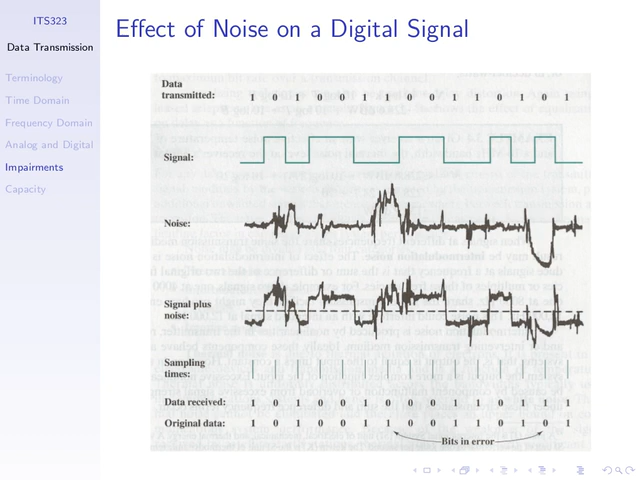 ITS323
Data Transmission
Terminology
Time Domain
Frequency Domain
Analog and Digital
Impairments
Capacity
Effect of Noise on a Digital Signal
Data transmitted: 1 0 1 0 0 1 1 0 0 1 1 0 1 0 1
Signal:
Noise:
Signal plus
noise:
Sampling
times:
Data received: 1 0 1 0 0 1 0 0 0 1 1 0 1 1 1
Original data: 1 0 1 0 0 1 1 0 0 1 1 0 1 0 1
Bits in error